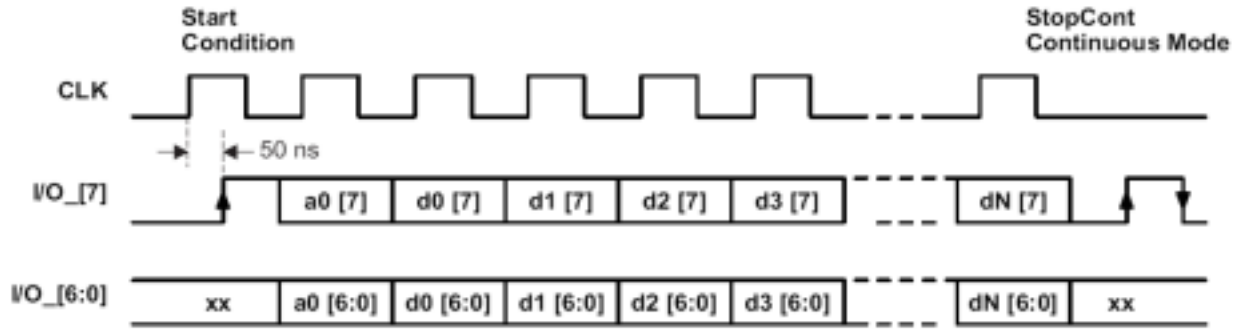 Start
Condition
StopCont
Continuous Mode
CLK
50 ns
I/O_[7]
a0 [7] d0 [7] d1 [7] d2 [7] d3 [7] dN [7]
I/O_[6:0]
xx a0 [6:0] d0 [6:0] d1 [6:0] d2 [6:0] d3 [6:0] dN [6:0] xx